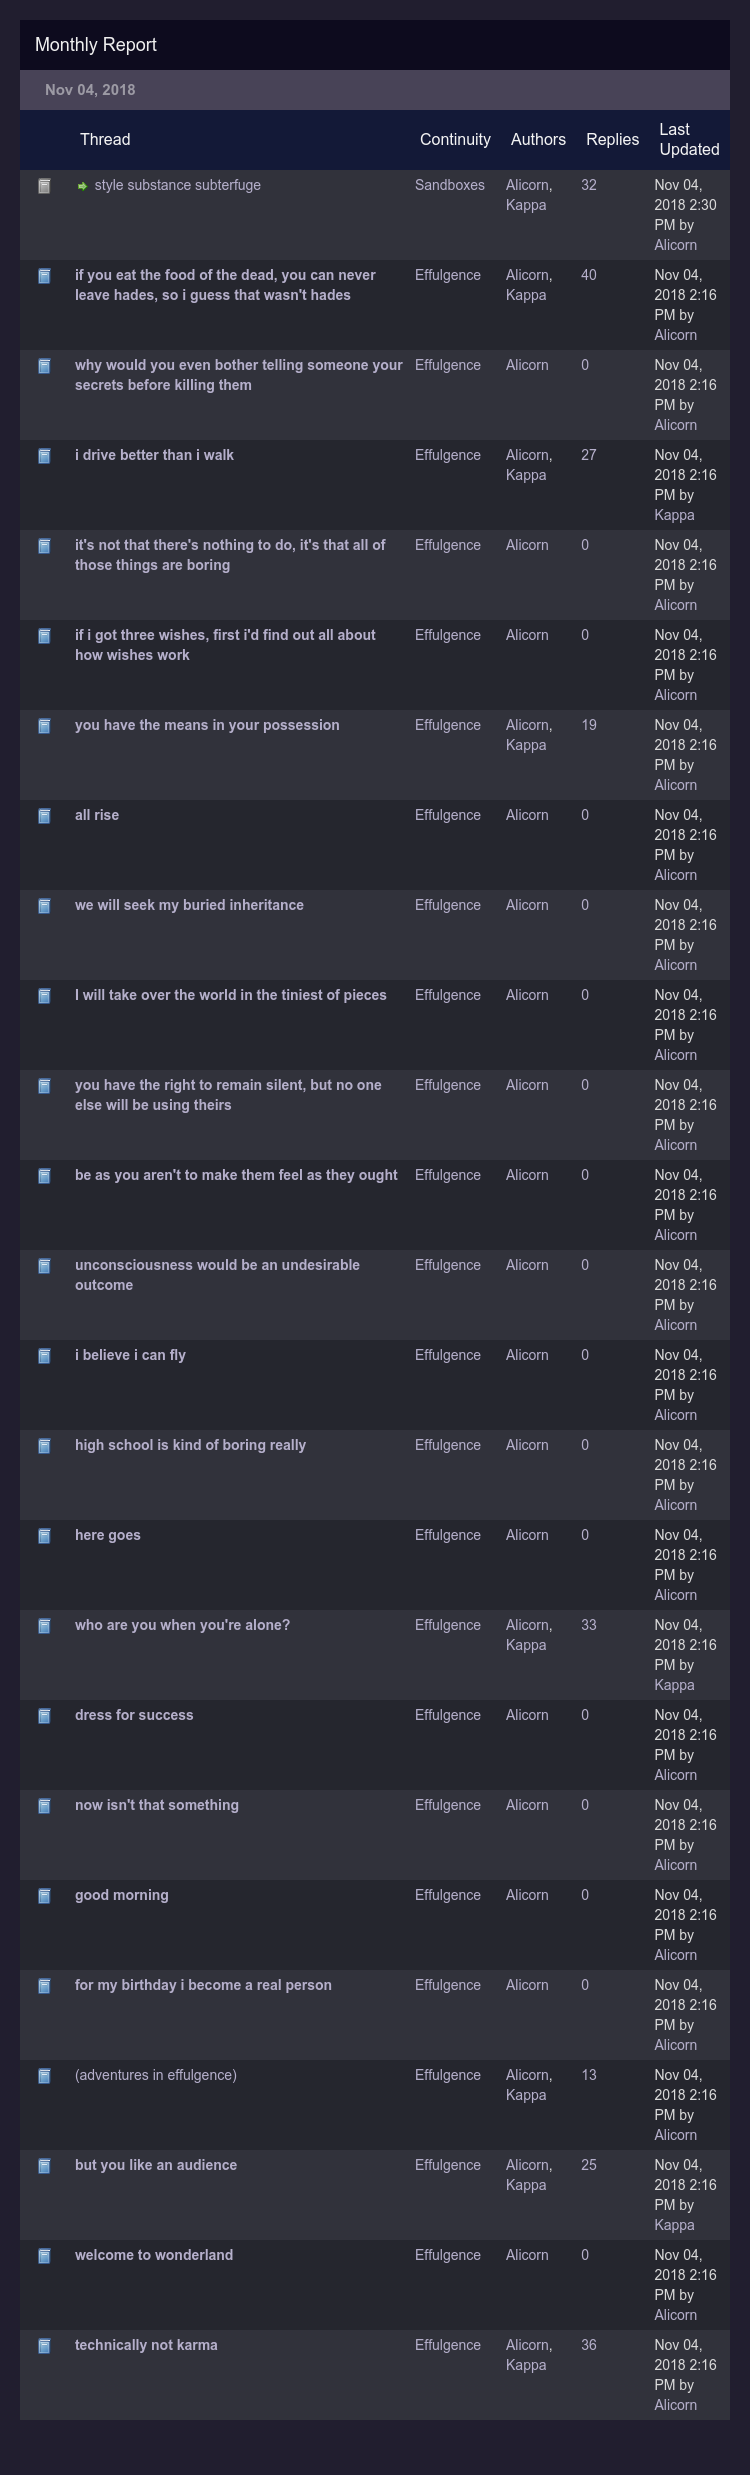 Monthly Report
Nov 04, 2018
Thread Continuity Authors Replies Last
Updated
style substance subterfuge Sandboxes Alicorn, 32 Nov 04,
Kappa 2018 2:30
PM by
Alicorn
if you eat the food of the dead, you can never Effulgence Alicorn, 40 Nov 04,
leave hades, so i guess that wasn't hades Kappa 2018 2:16
PM by
Alicorn
why would you even bother telling someone your Effulgence Alicorn 0 Nov 04,
secrets before killing them 2018 2:16
PM by
Alicorn
i drive better than i walk Effulgence Alicorn, 27 Nov 04,
Kappa 2018 2:16
PM by
Kappa
it's not that there's nothing to do, it's that all of Effulgence Alicorn 0 Nov 04,
those things are boring 2018 2:16
PM by
Alicorn
if i got three wishes, first i'd find out all about Effulgence Alicorn 0 Nov 04,
how wishes work 2018 2:16
PM by
Alicorn
you have the means in your possession Effulgence Alicorn, 19 Nov 04,
Kappa 2018 2:16
PM by
Alicorn
all rise Effulgence Alicorn 0 Nov 04,
2018 2:16
PM by
Alicorn
we will seek my buried inheritance Effulgence Alicorn 0 Nov 04,
2018 2:16
PM by
Alicorn
I will take over the world in the tiniest of pieces Effulgence Alicorn 0 Nov 04,
2018 2:16
PM by
Alicorn
you have the right to remain silent, but no one Effulgence Alicorn 0 Nov 04,
else will be using theirs 2018 2:16
PM by
Alicorn
be as you aren't to make them feel as they ought Effulgence Alicorn 0 Nov 04,
2018 2:16
PM by
Alicorn
unconsciousness would be an undesirable Effulgence Alicorn 0 Nov 04,
outcome 2018 2:16
PM by
Alicorn
i believe i can fly Effulgence Alicorn 0 Nov 04,
2018 2:16
PM by
Alicorn
high school is kind of boring really Effulgence Alicorn 0 Nov 04,
2018 2:16
PM by
Alicorn
here goes Effulgence Alicorn 0 Nov 04,
2018 2:16
PM by
Alicorn
who are you when you're alone? Effulgence Alicorn, 33 Nov 04,
Kappa 2018 2:16
PM by
Kappa
dress for success Effulgence Alicorn 0 Nov 04,
2018 2:16
PM by
Alicorn
now isn't that something Effulgence Alicorn 0 Nov 04,
2018 2:16
PM by
Alicorn
good morning Effulgence Alicorn 0 Nov 04,
2018 2:16
PM by
Alicorn
for my birthday i become a real person Effulgence Alicorn 0 Nov 04,
2018 2:16
PM by
Alicorn
(adventures in effulgence) Effulgence Alicorn, 13 Nov 04,
Kappa 2018 2:16
PM by
Alicorn
but you like an audience Effulgence Alicorn, 25 Nov 04,
Kappa 2018 2:16
PM by
Kappa
welcome to wonderland Effulgence Alicorn 0 Nov 04,
2018 2:16
PM by
Alicorn
technically not karma Effulgence Alicorn, 36 Nov 04,
Kappa 2018 2:16
PM by
Alicorn